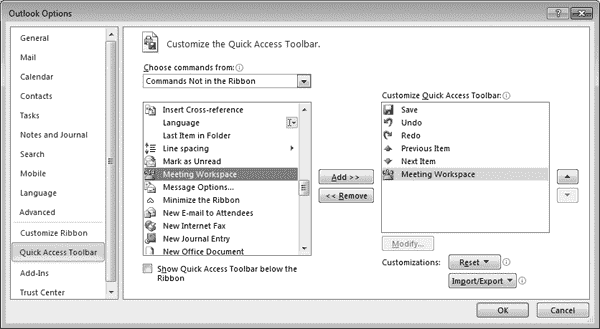 Outlook Options
General
Mail
Calendar
Contacts
Tasks
Notes and Journal
Search
Mobile
Language
Advanced
Customize Ribbon
Quick Access Toolbar
Add-Ins
Trust Center
Customize the Quick Access Toolbar.
Choose commands from:
Commands Not in the Ribbon
Insert Cross-reference
Language
Last Item in Folder
Line spacing
Mark as Unread
Meeting Workspace
Message Options...
Minimize the Ribbon
New E-mail to Attendees
New Internet Fax
New Journal Entry
New Office Document
Show Quick Access Toolbar below the
Ribbon
Add >>
<< Remove
Customize Quick Access Toolbar:
Save
Undo
Redo
Previous Item
Next Item
Meeting Workspace
Modify...
Customizations:
Reset
Import/Export
OK
Cancel